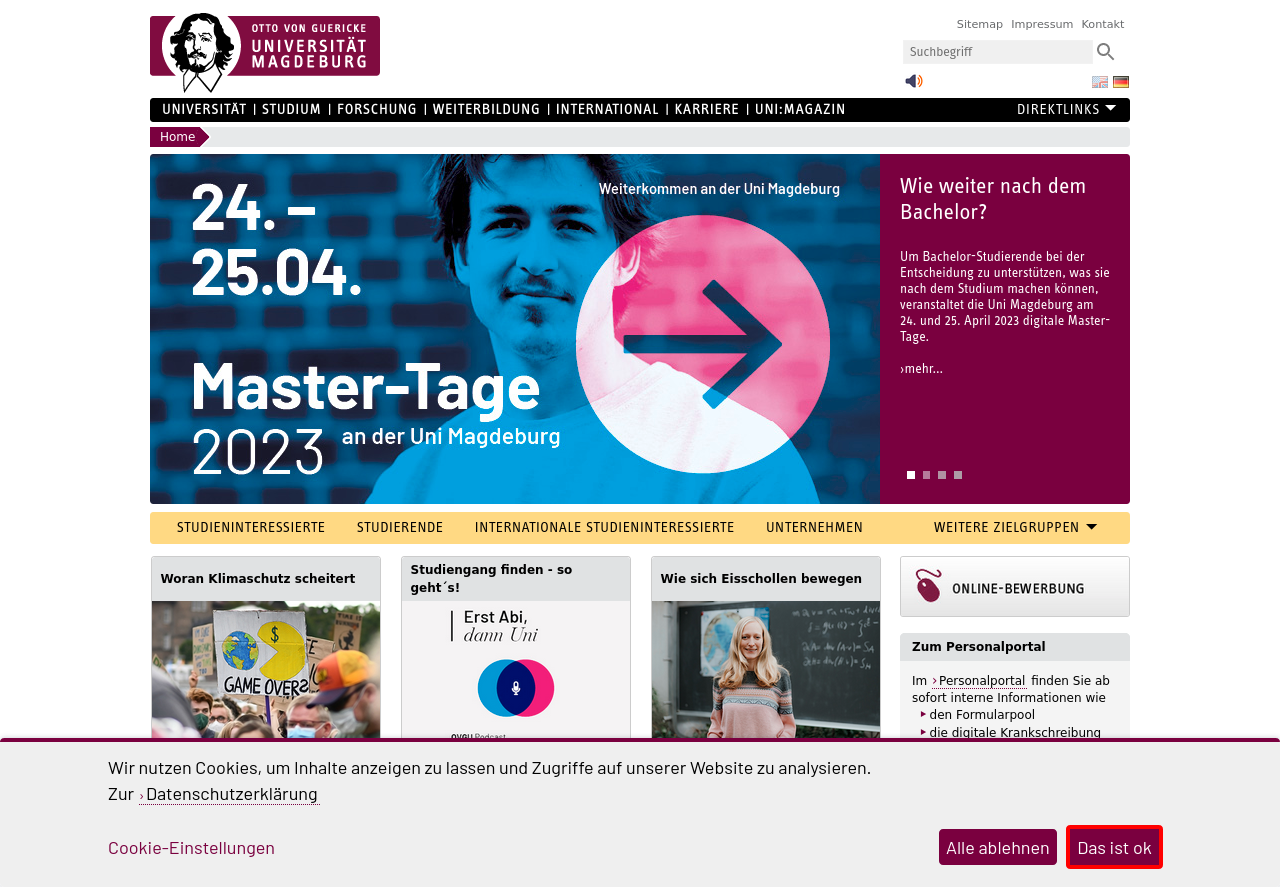 OTTO VON GUERICKE
UNIVERSITÄT
MAGDEBURG
Sitemap Impressum Kontakt
Suchbegriff
UNIVERSITÄT | STUDIUM | FORSCHUNG | WEITERBILDUNG | INTERNATIONAL | KARRIERE | UNI:MAGAZIN
DIREKTLINKS
Home
24. –
25.04.
Weiterkommen an der Uni Magdeburg
Master-Tage
2023 an der Uni Magdeburg
Wie weiter nach dem
Bachelor?
Um Bachelor-Studierende bei der
Entscheidung zu unterstützen, was sie
nach dem Studium machen können,
veranstaltet die Uni Magdeburg am
24. und 25. April 2023 digitale Master-
Tage.
›mehr...
STUDIENINTERESSIERTE STUDIERENDE INTERNATIONALE STUDIENINTERESSIERTE UNTERNEHMEN WEITERE ZIELGRUPPEN
Woran Klimaschutz scheitert
GAME OVER
Studiengang finden - so
geht´s!
Erst Abi,
dann Uni
OVGU Podcast
Wie sich Eisschollen bewegen
ONLINE-BEWERBUNG
Zum Personalportal
Im ›Personalportal finden Sie ab
sofort interne Informationen wie
den Formularpool
die digitale Krankschreibung
Wir nutzen Cookies, um Inhalte anzeigen zu lassen und Zugriffe auf unserer Website zu analysieren.
Zur ›Datenschutzerklärung
Cookie-Einstellungen
Alle ablehnen
Das ist ok